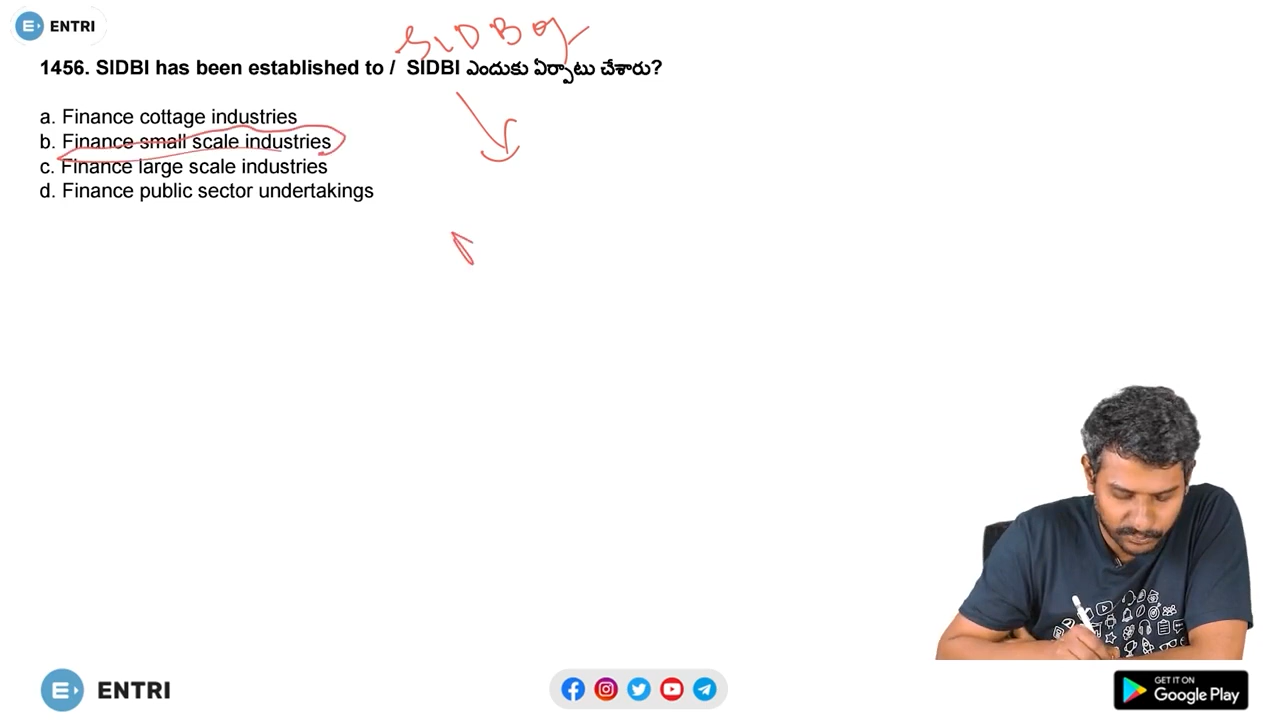 ENTRI
SIDBI
1456. SIDBI has been established to / SIDBI ఎందుకు ఏర్పాటు చేశారు?
a. Finance cottage industries
b. Finance small scale industries
c. Finance large scale industries
d. Finance public sector undertakings
ENTRI
GET IT ON
Google Play